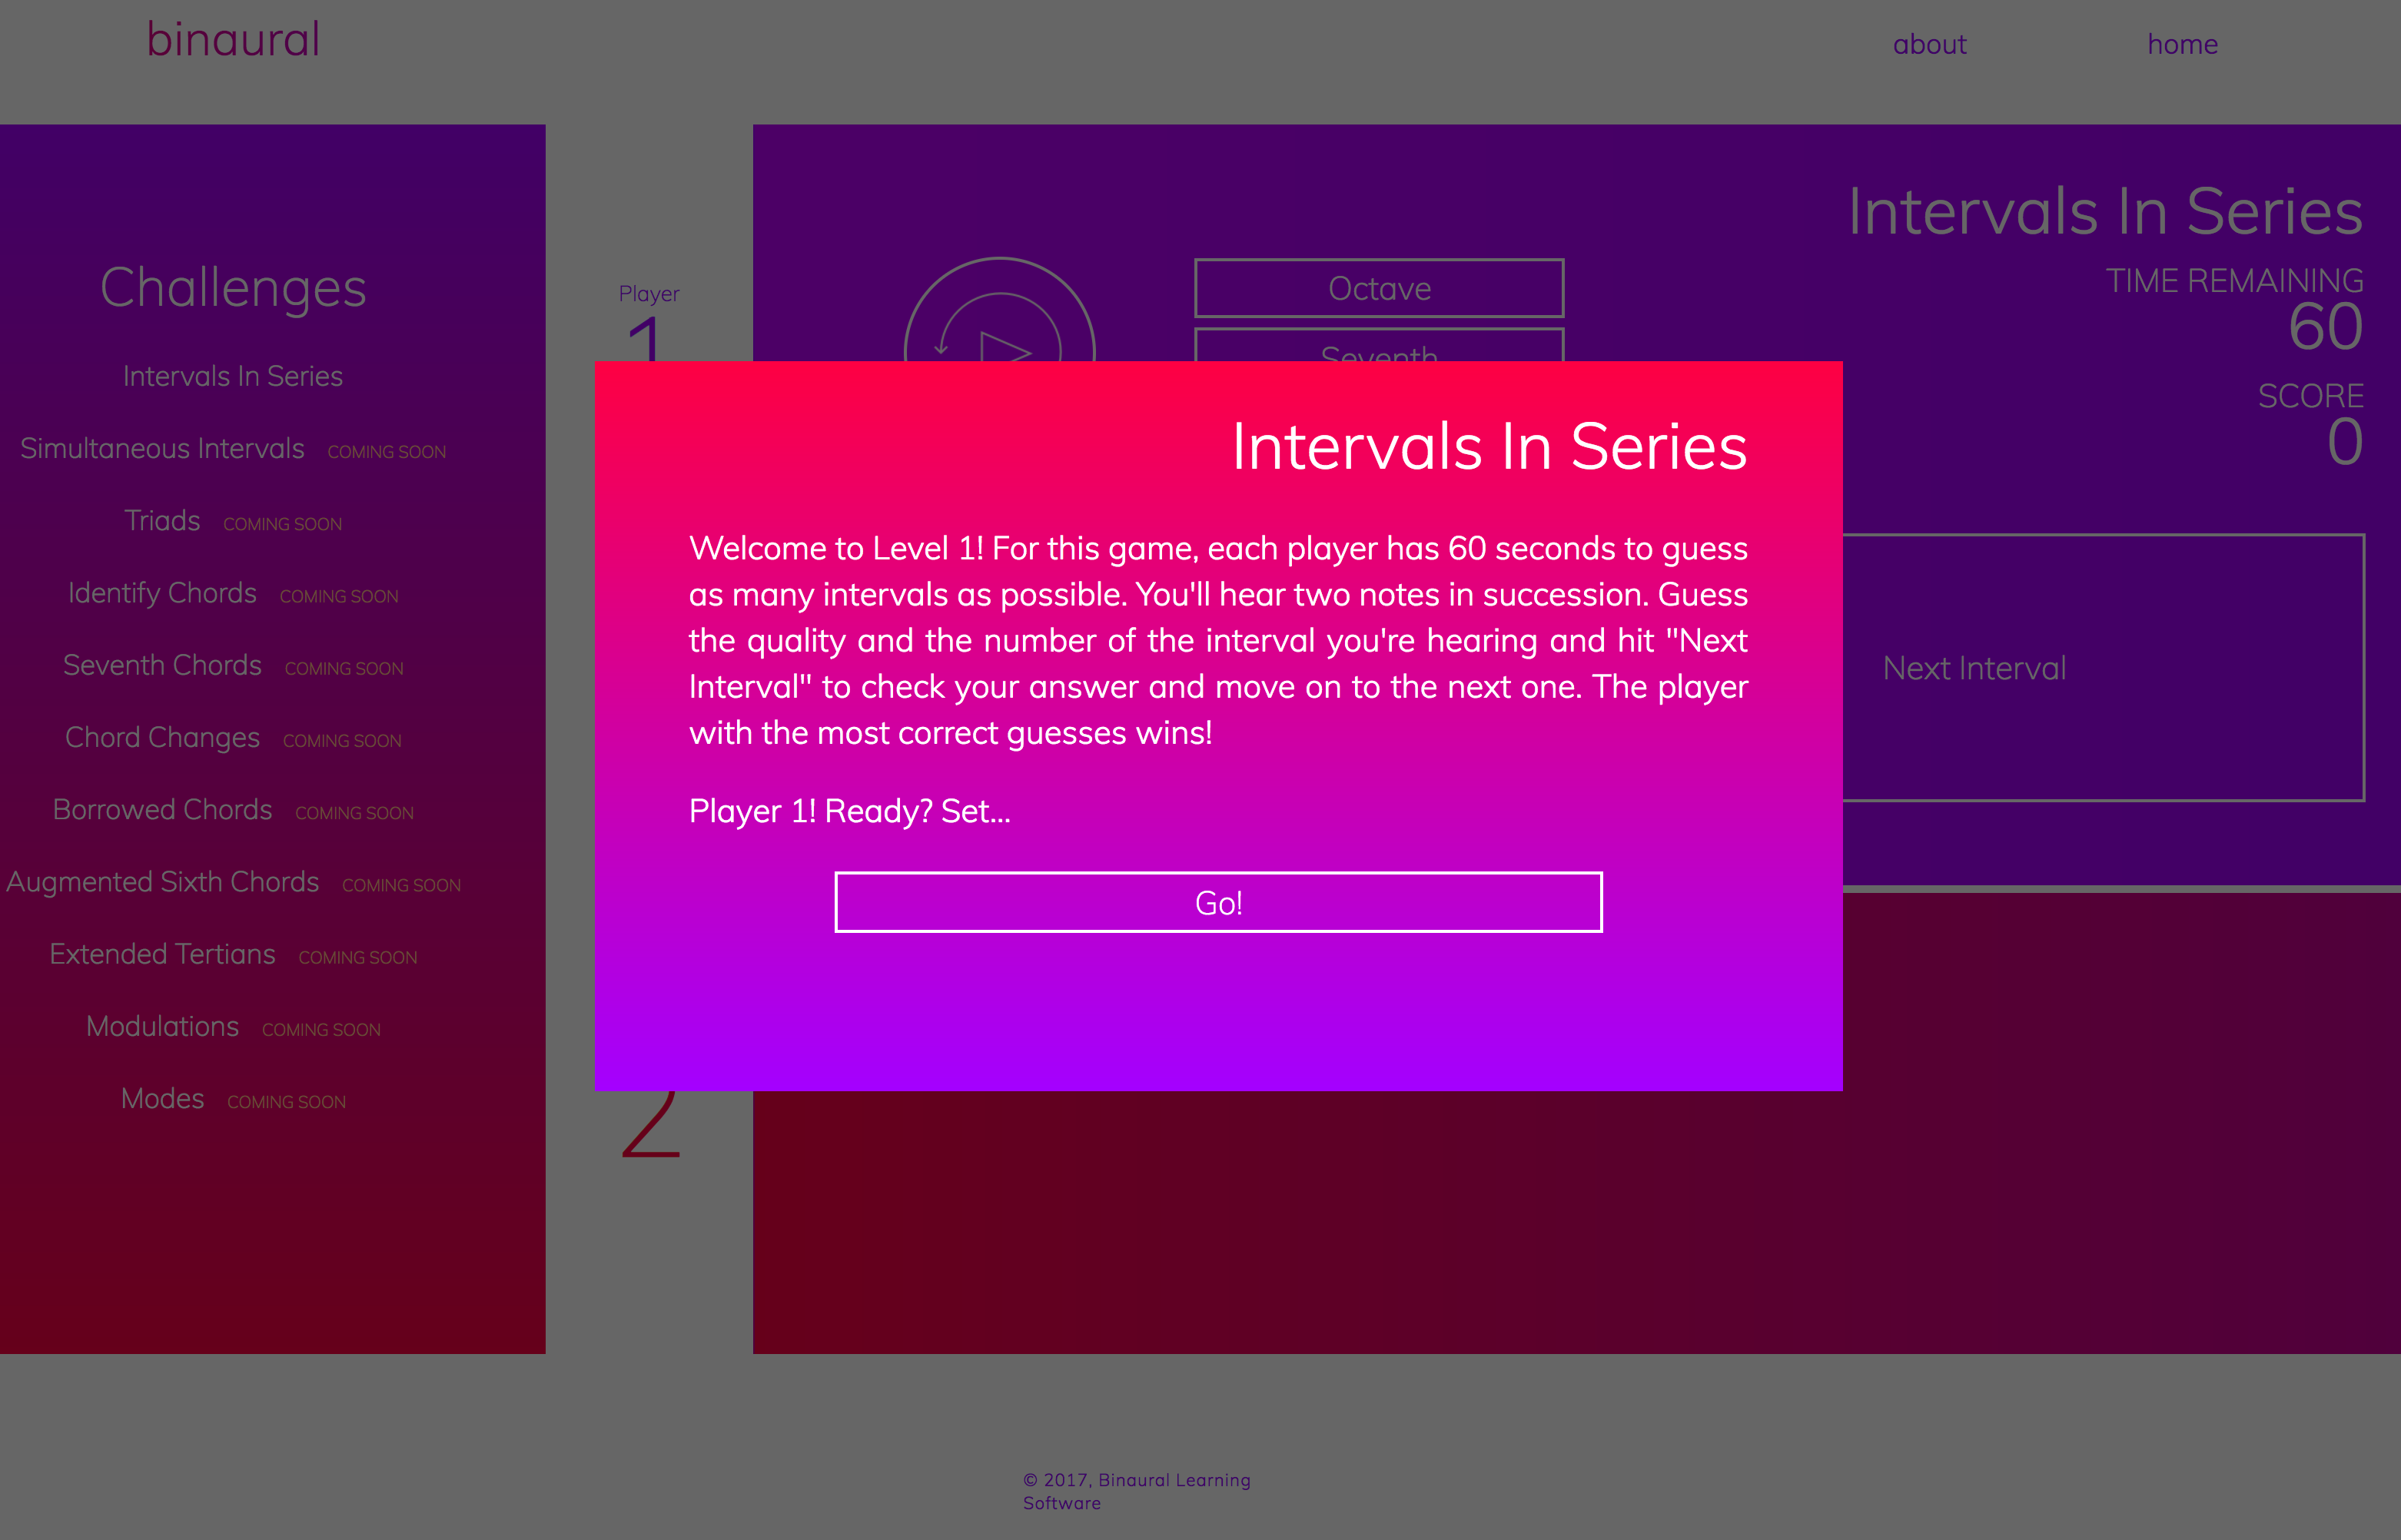 binaural
about
home
Challenges
Intervals In Series
Simultaneous Intervals COMING SOON
Triads COMING SOON
Identify Chords COMING SOON
Seventh Chords COMING SOON
Chord Changes COMING SOON
Borrowed Chords COMING SOON
Augmented Sixth Chords COMING SOON
Extended Tertians COMING SOON
Modulations COMING SOON
Modes COMING SOON
Player
1
Octave
Seventh
Intervals In Series
TIME REMAINING
60
SCORE
0
Next Interval
Intervals In Series
Welcome to Level 1! For this game, each player has 60 seconds to guess
as many intervals as possible. You'll hear two notes in succession. Guess
the quality and the number of the interval you're hearing and hit "Next
Interval" to check your answer and move on to the next one. The player
with the most correct guesses wins!
Player 1! Ready? Set...
Go!
2
© 2017, Binaural Learning
Software